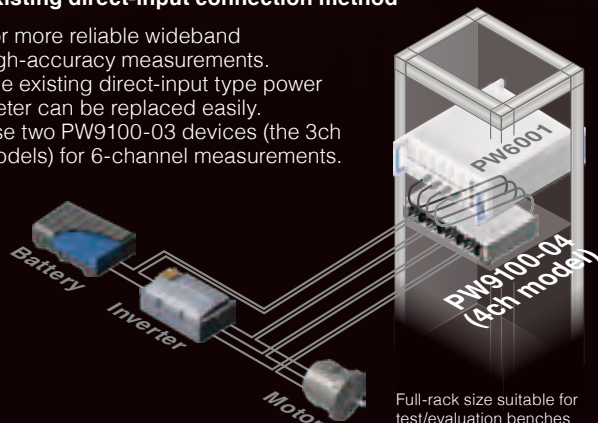 xisting direct-input connection method
or more reliable wideband
gh-accuracy measurements.
e existing direct-input type power
eter can be replaced easily.
se two PW9100-03 devices (the 3ch
odels) for 6-channel measurements.
PW6001
Battery
Inverter
Motor
PW9100-04
(4ch model)
Full-rack size suitable for
test/evaluation benches